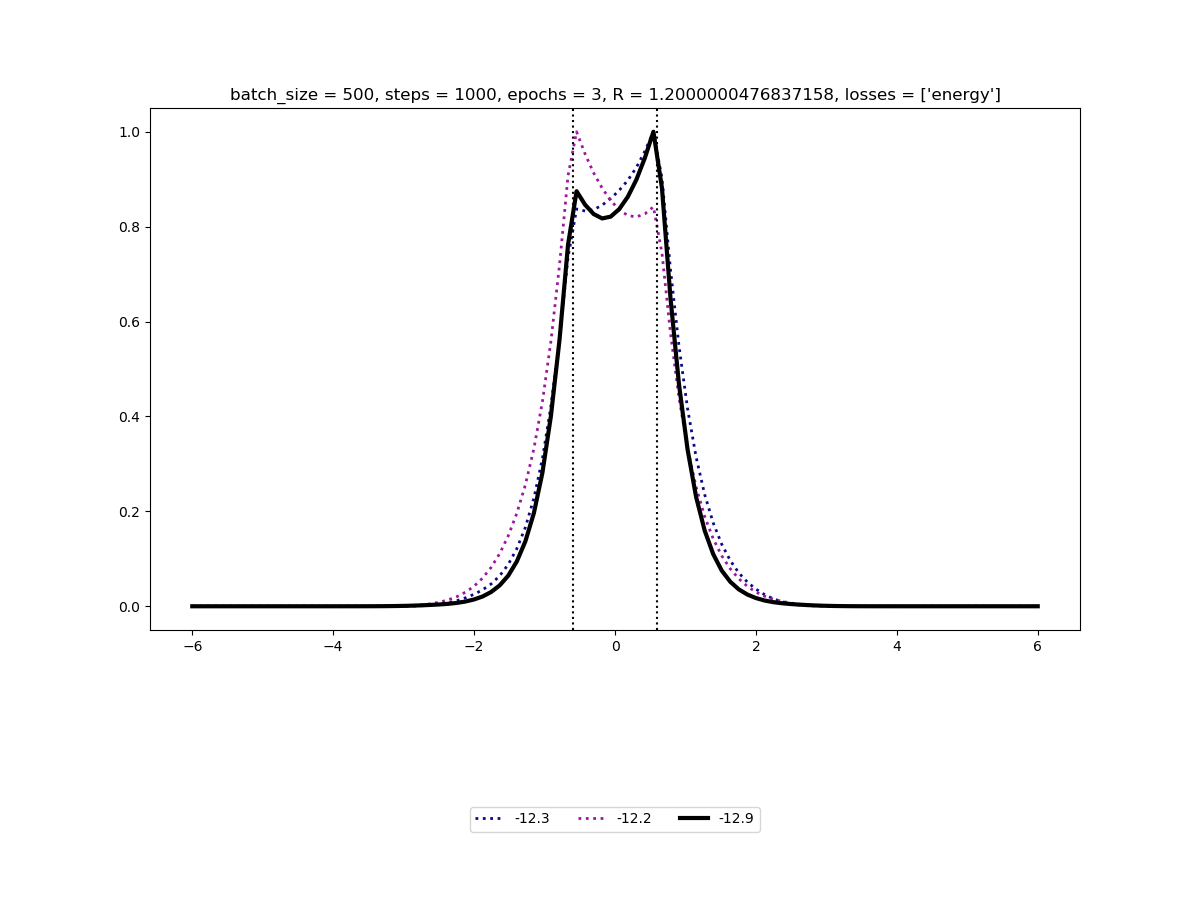 batch_size = 500, steps = 1000, epochs = 3, R = 1.2000000476837158, losses = ['energy']
1.0
0.8
0.6
0.4
0.2
0.0
−6 −4 −2 0 2 4 6
-12.3 -12.2 -12.9